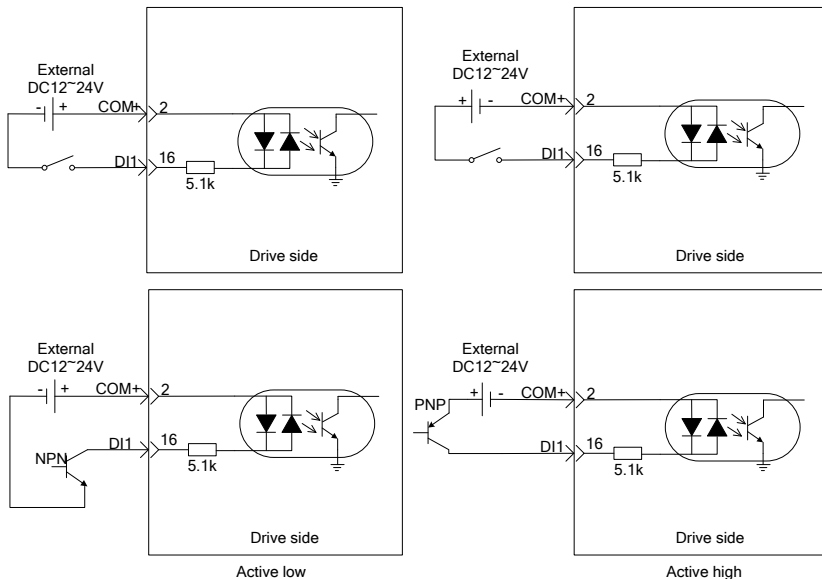 External
DC12~24V
- +
COM+
2
DI1
16
5.1k
Drive side
External
DC12~24V
+ -
COM+
2
DI1
16
5.1k
Drive side
External
DC12~24V
- +
COM+
2
NPN
DI1
16
5.1k
Drive side
Active low
External
DC12~24V
PNP
+ -
COM+
2
DI1
16
5.1k
Drive side
Active high